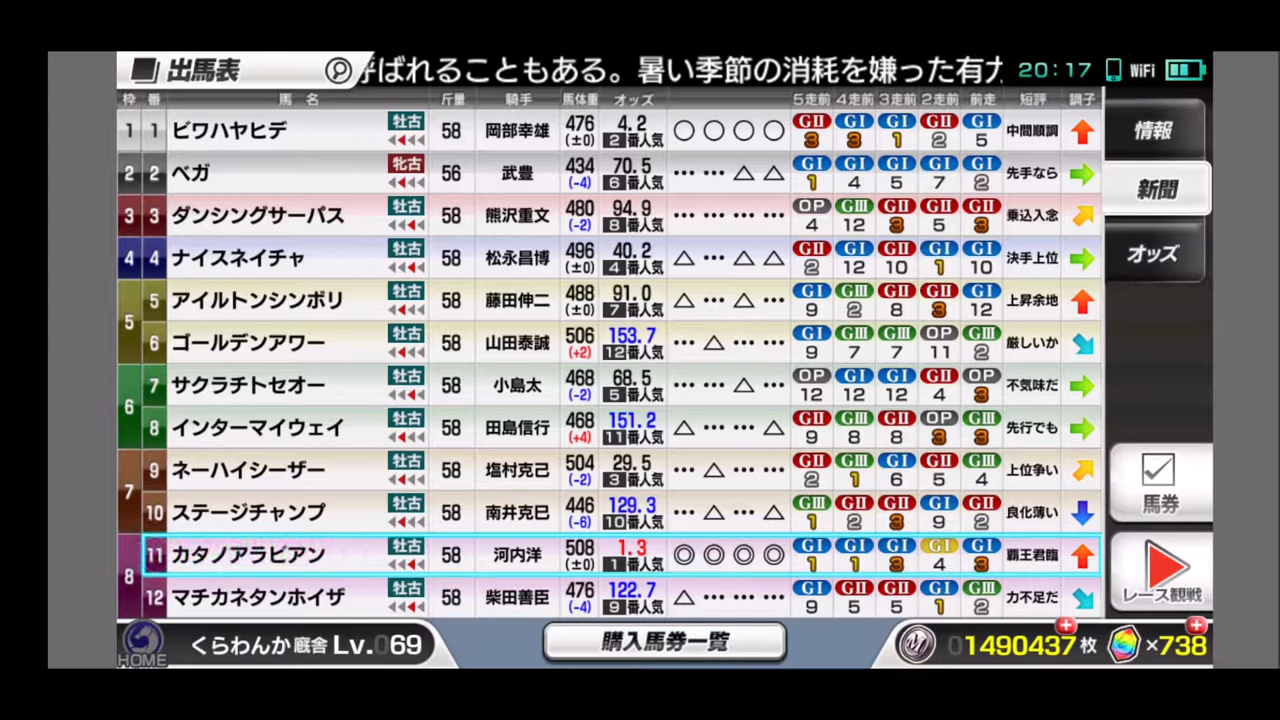 出馬表 呼ばれることもある。暑い季節の消耗を嫌った有力 20:17 WiFi
枠 番 馬 名 斤量 騎手 馬体重 オッズ 5走前 4走前 3走前 2走前 前走 短評 調子
1 1 ビワハヤヒデ 牡古 58 岡部幸雄 476 (±0) 4.2 2番人気 ○ ○ ○ ○ GII 3 GI 3 GI 1 GII 2 GI 5 中間順調
2 2 ベガ 牝古 56 武豊 434 (-4) 70.5 6番人気 … … △ △ GI 1 GI 4 GI 5 GI 7 GI 2 先手なら
3 3 ダンシングサーパス 牡古 58 熊沢重文 480 (-2) 94.9 8番人気 … … … … OP 4 GIII 12 GII 3 GII 5 GII 3 乗込入念
4 4 ナイスネイチャ 牡古 58 松永昌博 496 (±0) 40.2 4番人気 △ … △ △ GII 2 GI 12 GII 10 GI 1 GI 10 決手上位
5 5 アイルトンシンボリ 牡古 58 藤田伸二 488 (±0) 91.0 7番人気 △ … △ … GI 9 GIII 2 GI 8 GII 3 GI 12 上昇余地
6 ゴールデンアワー 牡古 58 山田泰誠 506 (+2) 153.7 12番人気 … △ … … GI 9 GIII 7 GIII 7 OP 11 GIII 2 厳しいか
6 7 サクラチトセオー 牡古 58 小島太 468 (-2) 68.5 5番人気 … … △ … OP 12 GI 12 GI 12 GII 4 OP 3 不気味だ
8 インターマイウェイ 牡古 58 田島信行 468 (+4) 151.2 11番人気 △ … … △ GII 9 GIII 8 GII 8 OP 3 GIII 3 先行でも
7 9 ネーハイシーザー 牡古 58 塩村克己 504 (-2) 29.5 3番人気 … △ … … GII 2 GIII 1 GI 6 GII 5 GIII 4 上位争い
10 ステージチャンプ 牡古 58 南井克巳 446 (-6) 129.3 10番人気 … △ … △ GIII 1 GII 2 GII 3 GI 9 GII 2 良化薄い
8 11 カタノアラビアン 牡古 58 河内洋 508 (±0) 1.3 1番人気 ◎ ◎ ◎ ◎ GI 1 GI 1 GI 3 GI 4 GI 3 覇王君臨
12 マチカネタンホイザ 牡古 58 柴田善臣 476 (-4) 122.7 9番人気 △ … … … GI 9 GII 5 GII 5 GI 1 GIII 2 力不足だ
情報
新聞
オッズ
馬券
レース観戦
HOME くらわんか厩舎 Lv.069 購入馬券一覧 01490437枚 ×738